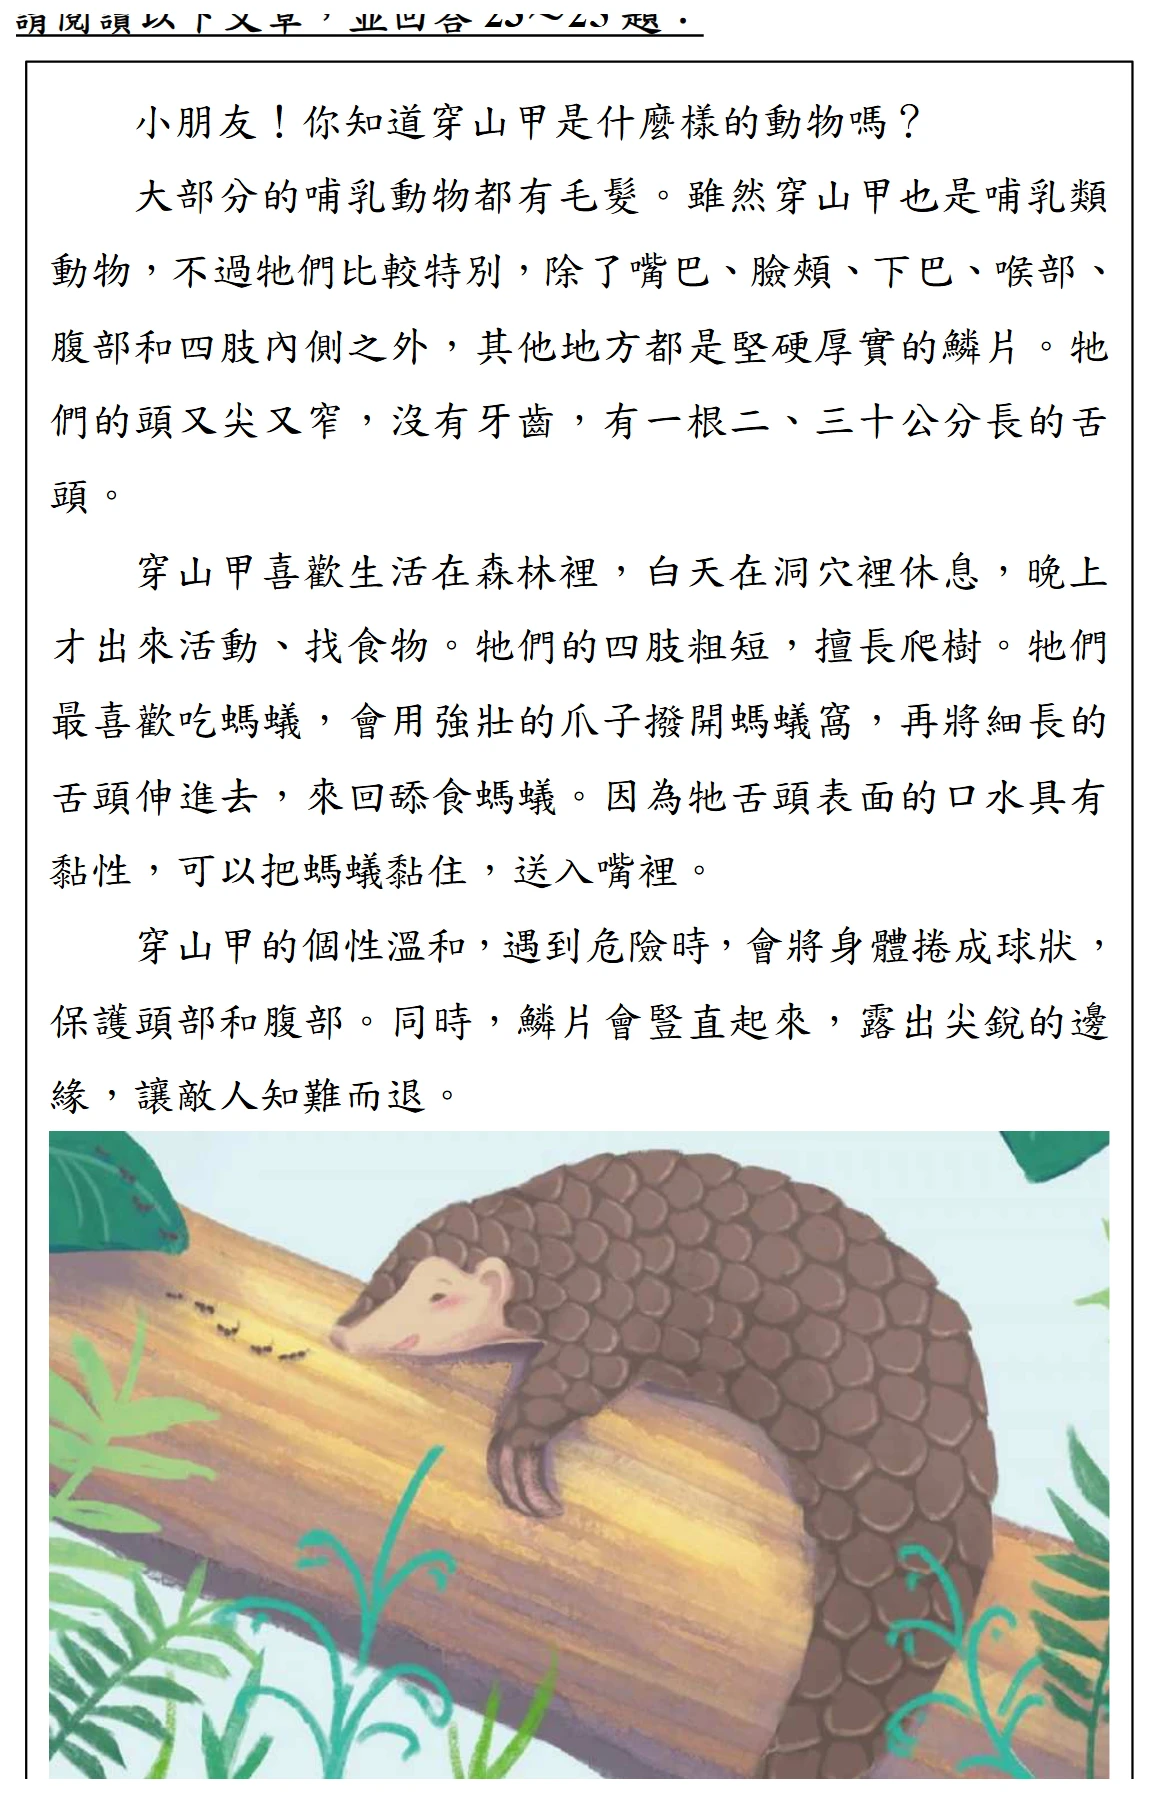 請閱讀以下文章，並回答 23～25 題：
小朋友！你知道穿山甲是什麼樣的動物嗎？
大部分的哺乳動物都有毛髮。雖然穿山甲也是哺乳類
動物，不過牠們比較特別，除了嘴巴、臉頰、下巴、喉部、
腹部和四肢內側之外，其他地方都是堅硬厚實的鱗片。牠
們的頭又尖又窄，沒有牙齒，有一根二、三十公分長的舌
頭。
穿山甲喜歡生活在森林裡，白天在洞穴裡休息，晚上
才出來活動、找食物。牠們的四肢粗短，擅長爬樹。牠們
最喜歡吃螞蟻，會用強壯的爪子撥開螞蟻窩，再將細長的
舌頭伸進去，來回舔食螞蟻。因為牠舌頭表面的口水具有
黏性，可以把螞蟻黏住，送入嘴裡。
穿山甲的個性溫和，遇到危險時，會將身體捲成球狀，
保護頭部和腹部。同時，鱗片會豎直起來，露出尖銳的邊
緣，讓敵人知難而退。